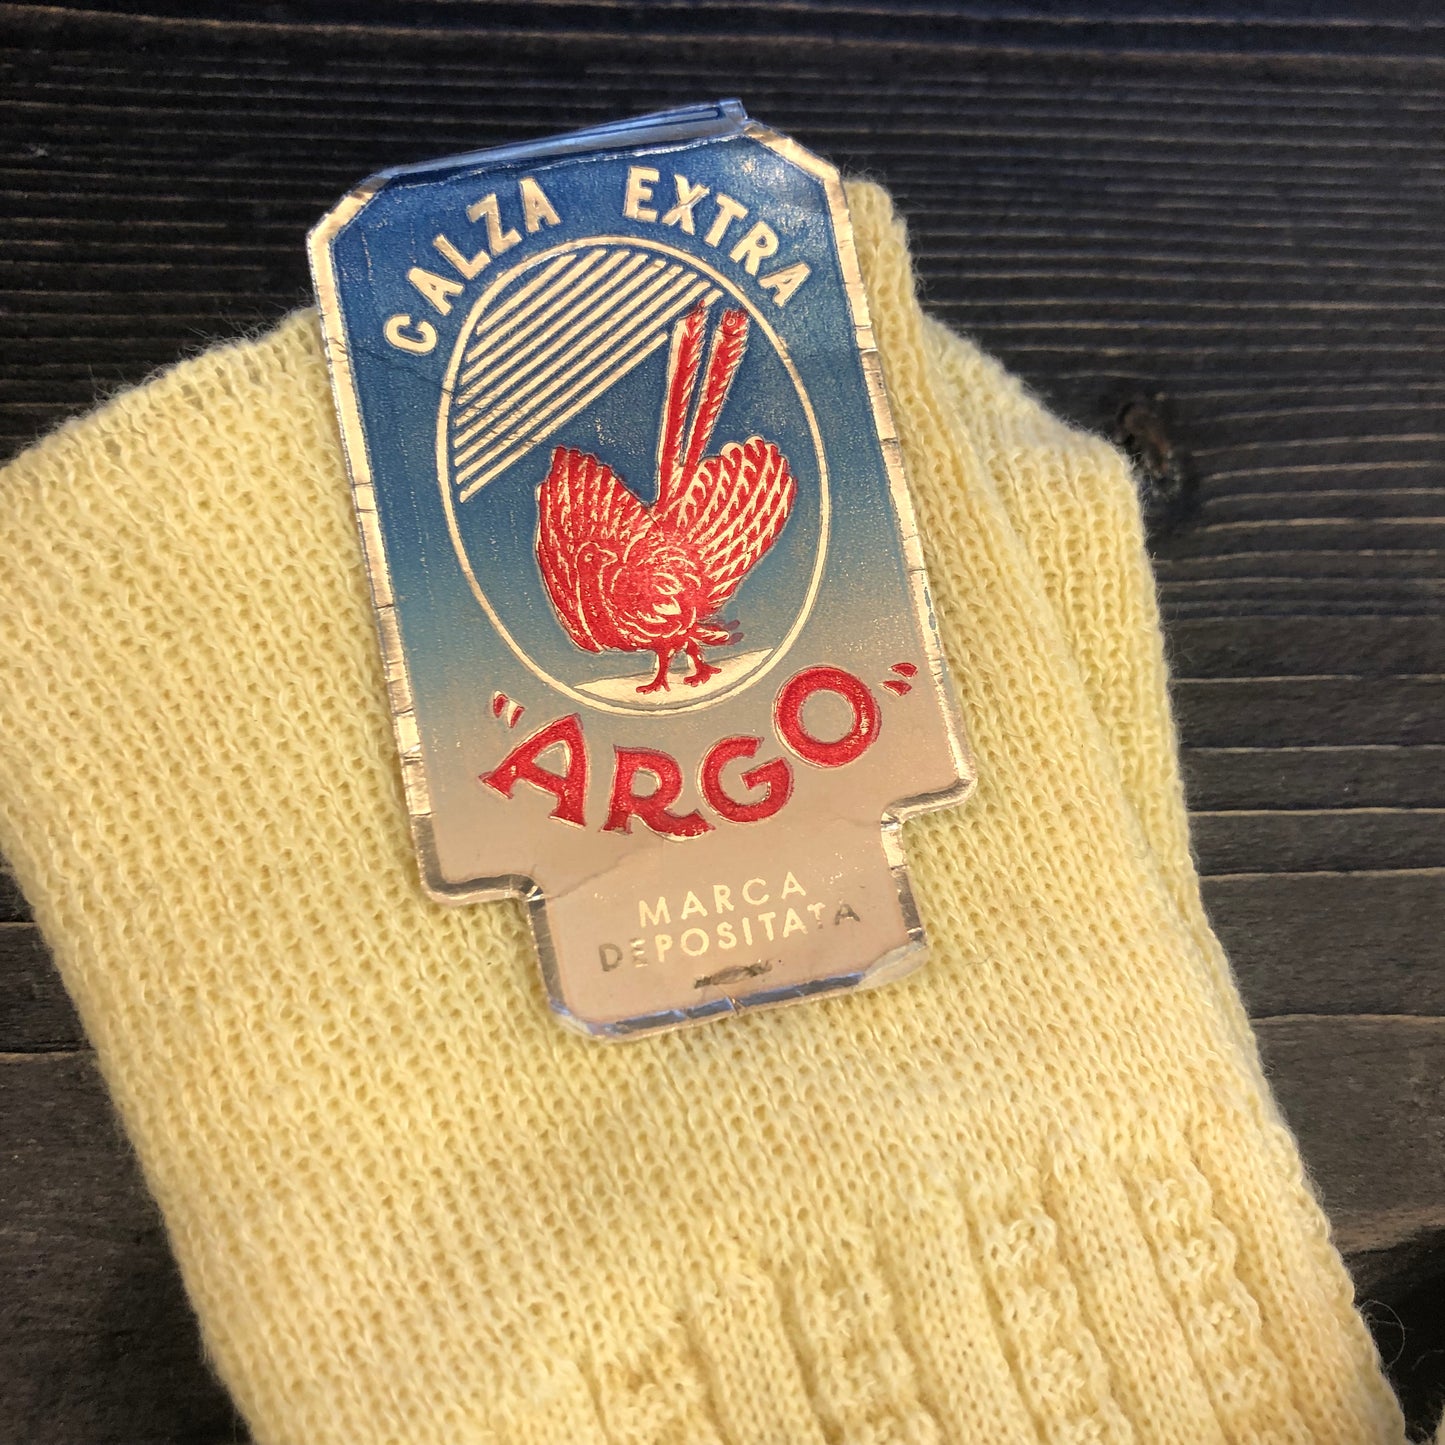 CALZA EXTRA
"ARGO"
MARCA
DEPOSITATA